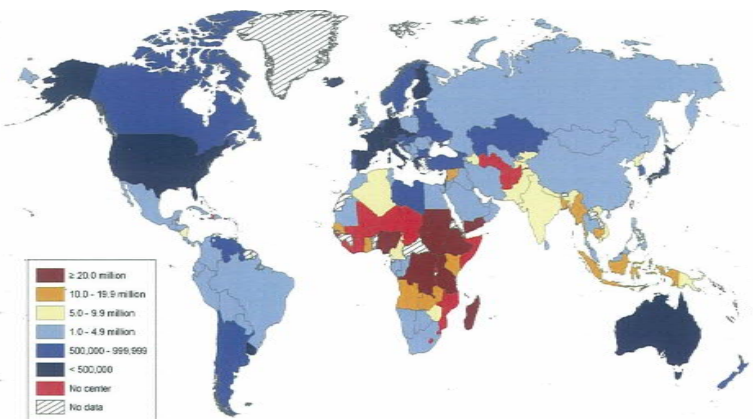 ≥ 20.0 million
10.0 - 19.9 million
5.0 - 9.9 million
1.0 - 4.9 million
500,000 - 999,999
< 500,000
No center
No data